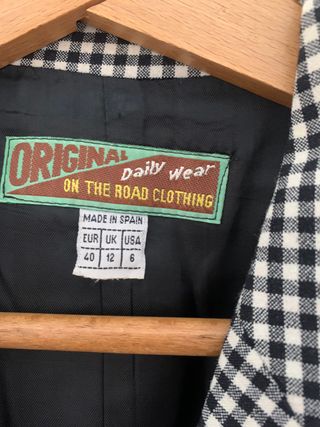 ORIGINAL Daily Wear
ON THE ROAD CLOTHING
MADE IN SPAIN
EUR UK USA
40 12 6